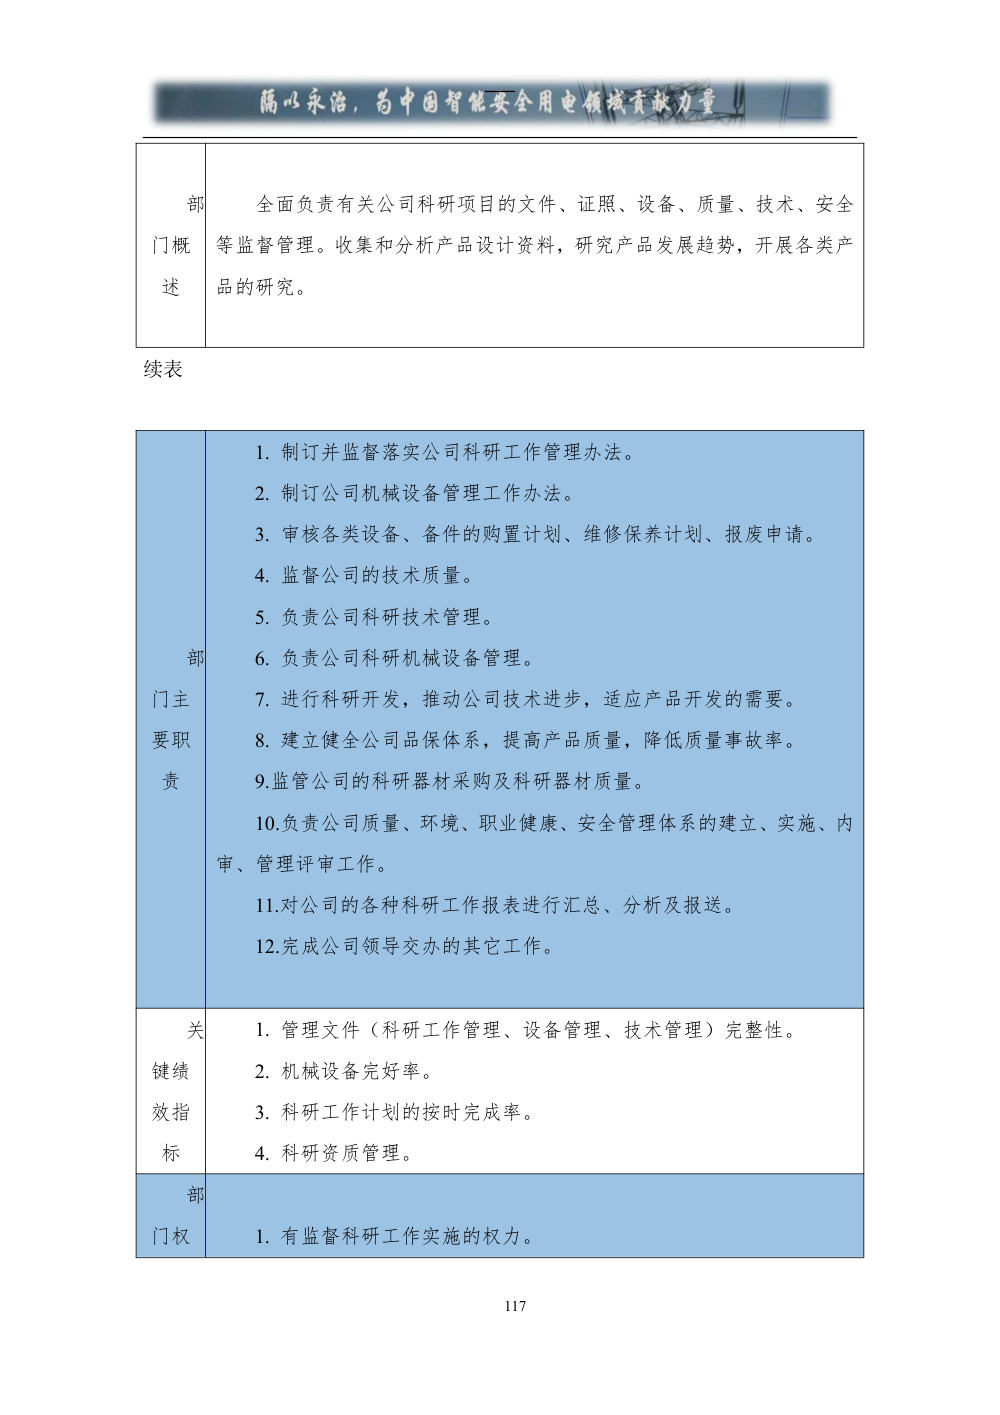 隔以永治，为中国智能安全用电领域贡献力量
部
门概
述
全面负责有关公司科研项目的文件、证照、设备、质量、技术、安全
等监督管理。收集和分析产品设计资料，研究产品发展趋势，开展各类产
品的研究。
续表
部
门主
要职
责
1. 制订并监督落实公司科研工作管理办法。
2. 制订公司机械设备管理工作办法。
3. 审核各类设备、备件的购置计划、维修保养计划、报废申请。
4. 监督公司的技术质量。
5. 负责公司科研技术管理。
6. 负责公司科研机械设备管理。
7. 进行科研开发，推动公司技术进步，适应产品开发的需要。
8. 建立健全公司品保体系，提高产品质量，降低质量事故率。
9.监管公司的科研器材采购及科研器材质量。
10.负责公司质量、环境、职业健康、安全管理体系的建立、实施、内
审、管理评审工作。
11.对公司的各种科研工作报表进行汇总、分析及报送。
12.完成公司领导交办的其它工作。
关
键绩
效指
标
1. 管理文件（科研工作管理、设备管理、技术管理）完整性。
2. 机械设备完好率。
3. 科研工作计划的按时完成率。
4. 科研资质管理。
部
门权
1. 有监督科研工作实施的权力。
117